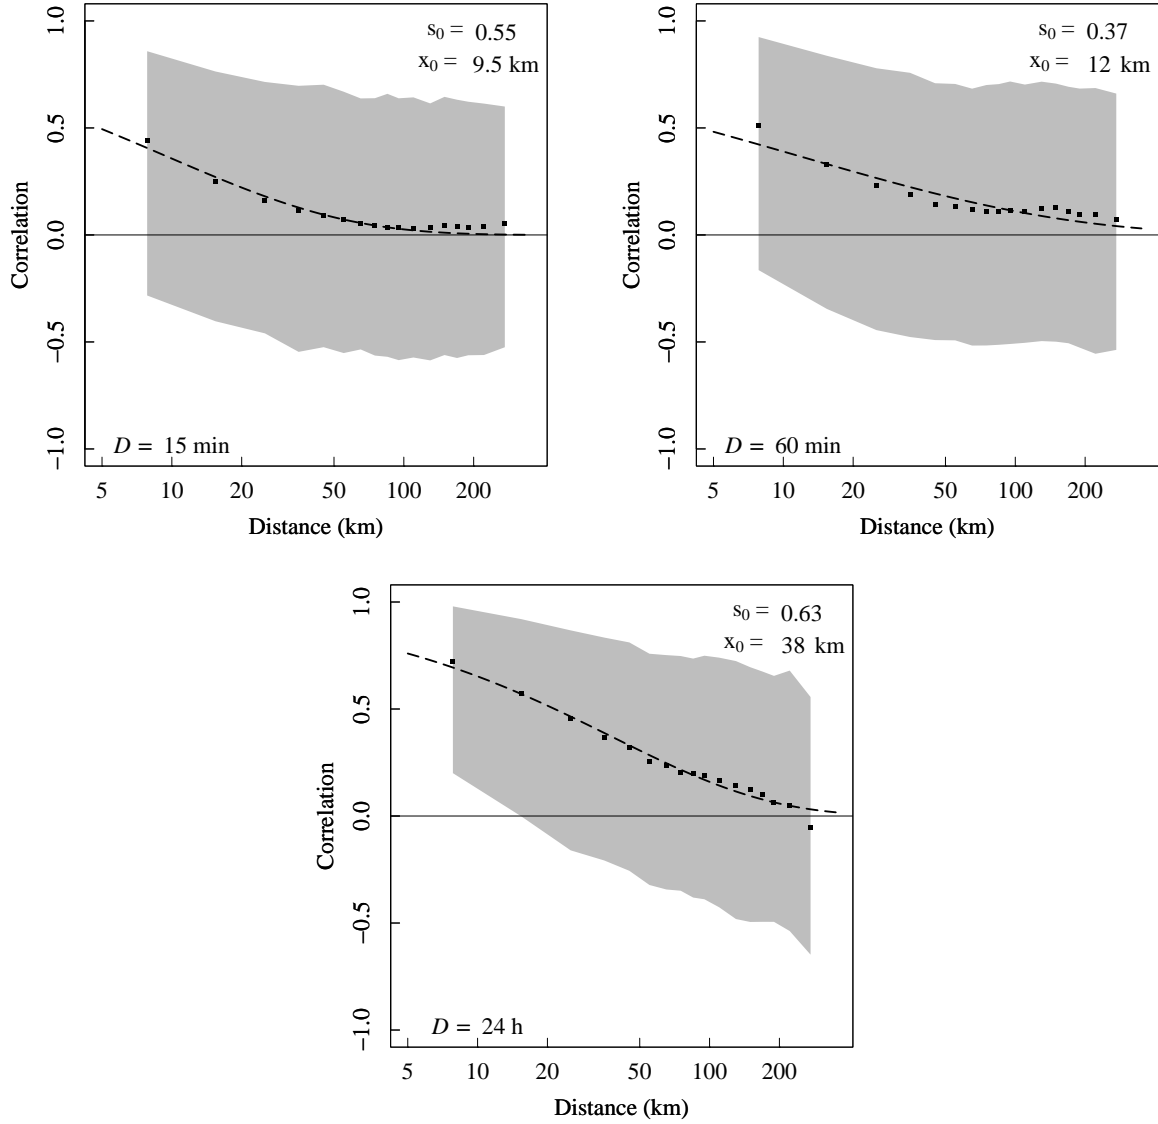 s0 = 0.55
x0 = 9.5 km
1.0
0.5
0.0
−0.5
−1.0
Correlation
D = 15 min
5 10 20 50 100 200
Distance (km)
s0 = 0.37
x0 = 12 km
1.0
0.5
0.0
−0.5
−1.0
Correlation
D = 60 min
5 10 20 50 100 200
Distance (km)
s0 = 0.63
x0 = 38 km
1.0
0.5
0.0
−0.5
−1.0
Correlation
D = 24 h
5 10 20 50 100 200
Distance (km)